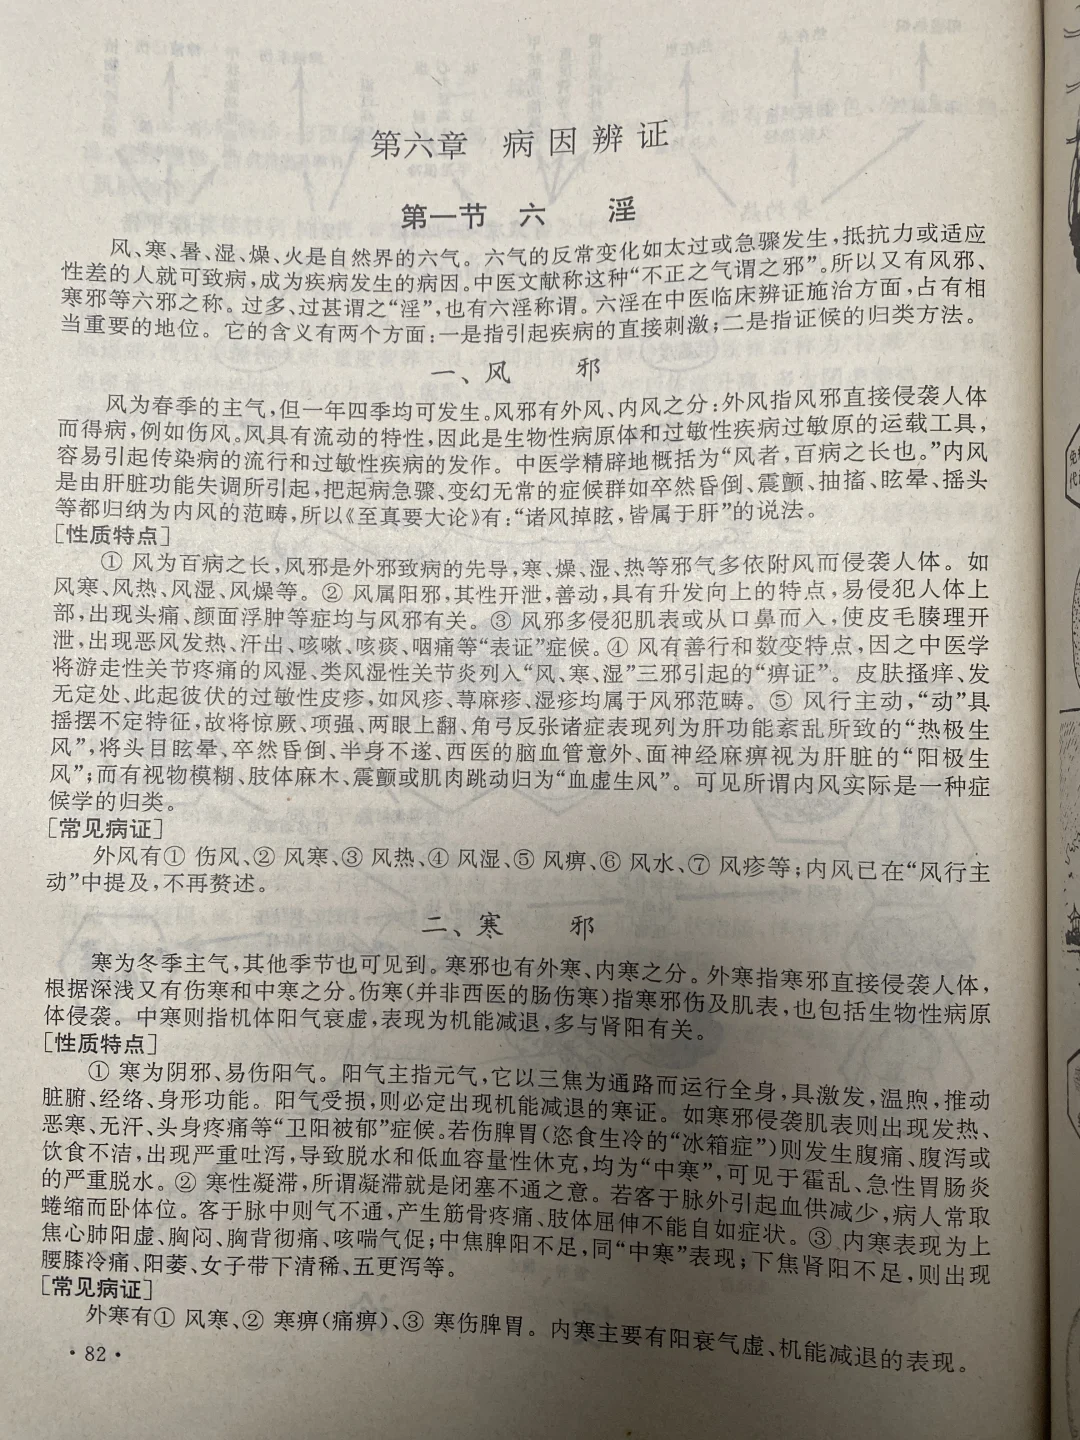 第六章 病因辨证
第一节 六 淫
风、寒、暑、湿、燥、火是自然界的六气。六气的反常变化如太过或急骤发生,抵抗力或适应
性差的人就可致病,成为疾病发生的病因。中医文献称这种“不正之气谓之邪”。所以又有风邪、
寒邪等六邪之称。过多、过甚谓之“淫”,也有六淫称谓。六淫在中医临床辨证施治方面,占有相
当重要的地位。它的含义有两个方面:一是指引起疾病的直接刺激;二是指证候的归类方法。
一、风 邪
风为春季的主气,但一年四季均可发生。风邪有外风、内风之分:外风指风邪直接侵袭人体
而得病,例如伤风。风具有流动的特性,因此是生物性病原体和过敏性疾病过敏原的运载工具,
容易引起传染病的流行和过敏性疾病的发作。中医学精辟地概括为“风者,百病之长也。”内风
是由肝脏功能失调所引起,把起病急骤、变幻无常的症候群如卒然昏倒、震颤、抽搐、眩晕、摇头
等都归纳为内风的范畴,所以《至真要大论》有:“诸风掉眩,皆属于肝”的说法。
[性质特点]
① 风为百病之长,风邪是外邪致病的先导,寒、燥、湿、热等邪气多依附风而侵袭人体。如
风寒、风热、风湿、风燥等。② 风属阳邪,其性开泄,善动,具有升发向上的特点,易侵犯人体上
部,出现头痛、颜面浮肿等症均与风邪有关。③ 风邪多侵犯肌表或从口鼻而入,使皮毛腠理开
泄,出现恶风发热、汗出、咳嗽、咳痰、咽痛等“表证”症候。④ 风有善行和数变特点,因之中医学
将游走性关节疼痛的风湿、类风湿性关节炎列入“风、寒、湿”三邪引起的“痹证”。皮肤搔痒、发
无定处、此起彼伏的过敏性皮疹,如风疹、荨麻疹、湿疹均属于风邪范畴。⑤ 风行主动,“动”具
摇摆不定特征,故将惊厥、项强、两眼上翻、角弓反张诸症表现列为肝功能紊乱所致的“热极生
风”,将头目眩晕、卒然昏倒、半身不遂、西医的脑血管意外、面神经麻痹视为肝脏的“阳极生
风”;而有视物模糊、肢体麻木、震颤或肌肉跳动归为“血虚生风”。可见所谓内风实际是一种症
候学的归类。
[常见病证]
外风有① 伤风、② 风寒、③ 风热、④ 风湿、⑤ 风痹、⑥ 风水、⑦ 风疹等;内风已在“风行主
动”中提及,不再赘述。
二、寒 邪
寒为冬季主气,其他季节也可见到。寒邪也有外寒、内寒之分。外寒指寒邪直接侵袭人体,
根据深浅又有伤寒和中寒之分。伤寒(并非西医的肠伤寒)指寒邪伤及肌表,也包括生物性病原
体侵袭。中寒则指机体阳气衰虚,表现为机能减退,多与肾阳有关。
[性质特点]
① 寒为阴邪、易伤阳气。阳气主指元气,它以三焦为通路而运行全身,具激发,温煦,推动
脏腑、经络、身形功能。阳气受损,则必定出现机能减退的寒证。如寒邪侵袭肌表则出现发热、
恶寒、无汗、头身疼痛等“卫阳被郁”症候。若伤脾胃(恣食生冷的“冰箱症”)则发生腹痛、腹泻或
饮食不洁,出现严重吐泻,导致脱水和低血容量性休克,均为“中寒”,可见于霍乱、急性胃肠炎
的严重脱水。② 寒性凝滞,所谓凝滞就是闭塞不通之意。若客于脉外引起血供减少,病人常取
蜷缩而卧体位。客于脉中则气不通,产生筋骨疼痛、肢体屈伸不能自如症状。③ 内寒表现为上
焦心肺阳虚、胸闷、胸背彻痛、咳喘气促;中焦脾阳不足,同“中寒”表现;下焦肾阳不足,则出现
腰膝冷痛、阳萎、女子带下清稀、五更泻等。
[常见病证]
外寒有① 风寒、② 寒痹(痛痹)、③ 寒伤脾胃。内寒主要有阳衰气虚、机能减退的表现。
·82·